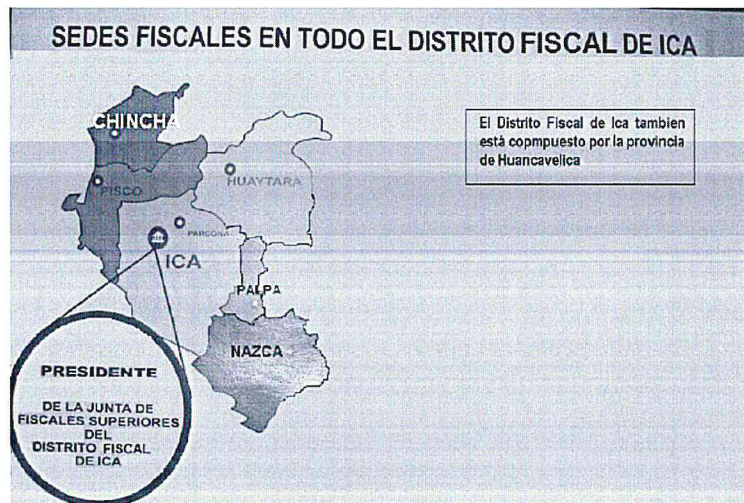 SEDES FISCALES EN TODO EL DISTRITO FISCAL DE ICA
CHINCHA
El Distrito Fiscal de Ica tambien
está copmpuesto por la provincia
de Huancavelica
HUAYTARA
PISCO
PARCONA
ICA
PALPA
NAZCA
PRESIDENTE
DE LA JUNTA DE
FISCALES SUPERIORES
DEL
DISTRITO FISCAL
DE ICA